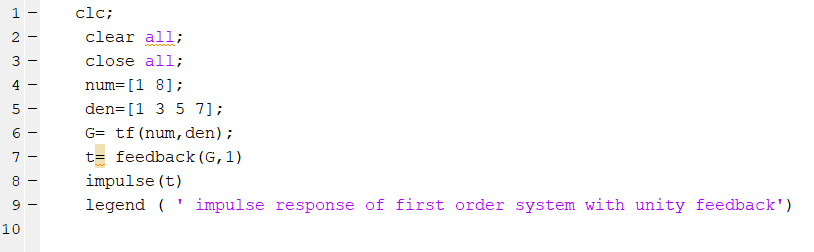 1 − clc;
2 − clear all;
3 − close all;
4 − num=[1 8];
5 − den=[1 3 5 7];
6 − G= tf(num,den);
7 − t= feedback(G,1)
8 − impulse(t)
9 − legend ( ' impulse response of first order system with unity feedback')
10